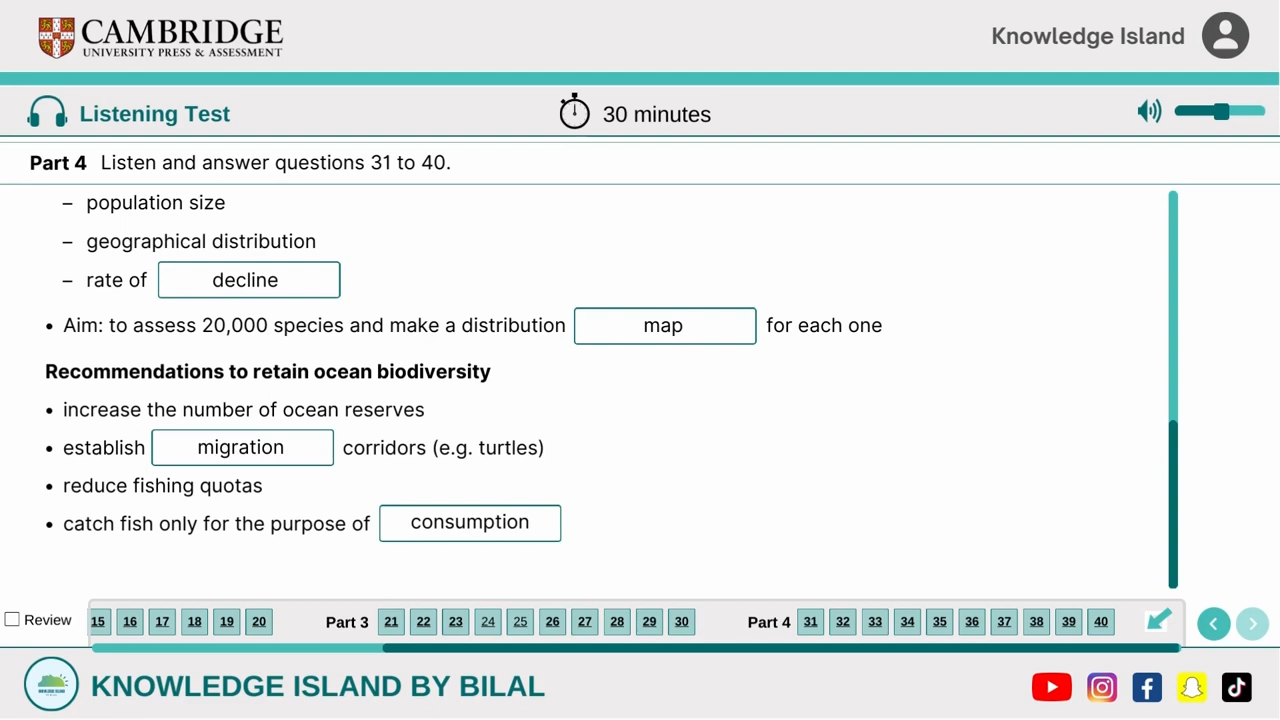 CAMBRIDGE
UNIVERSITY PRESS & ASSESSMENT
Knowledge Island
Listening Test
30 minutes
Part 4 Listen and answer questions 31 to 40.
– population size
– geographical distribution
– rate of decline
• Aim: to assess 20,000 species and make a distribution map for each one
Recommendations to retain ocean biodiversity
• increase the number of ocean reserves
• establish migration corridors (e.g. turtles)
• reduce fishing quotas
• catch fish only for the purpose of consumption
Review 15 16 17 18 19 20 Part 3 21 22 23 24 25 26 27 28 29 30 Part 4 31 32 33 34 35 36 37 38 39 40
KNOWLEDGE ISLAND BY BILAL